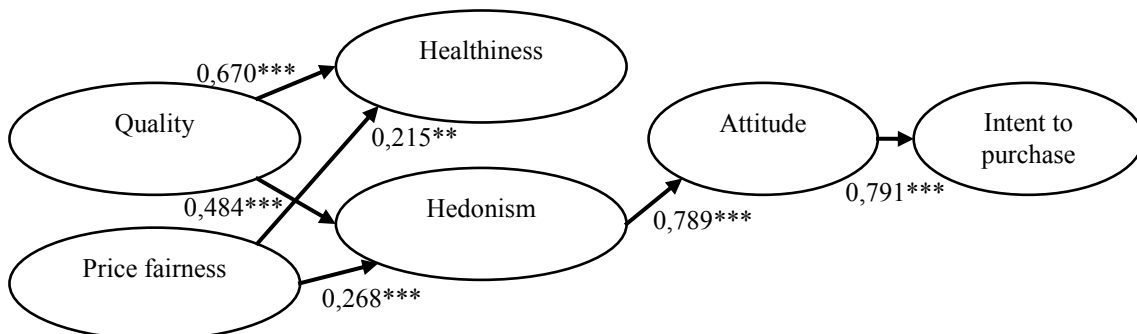 Healthiness
0,670***
Quality
0,215**
Attitude
Intent to
purchase
0,484***
Hedonism
0,789***
0,791***
Price fairness
0,268***